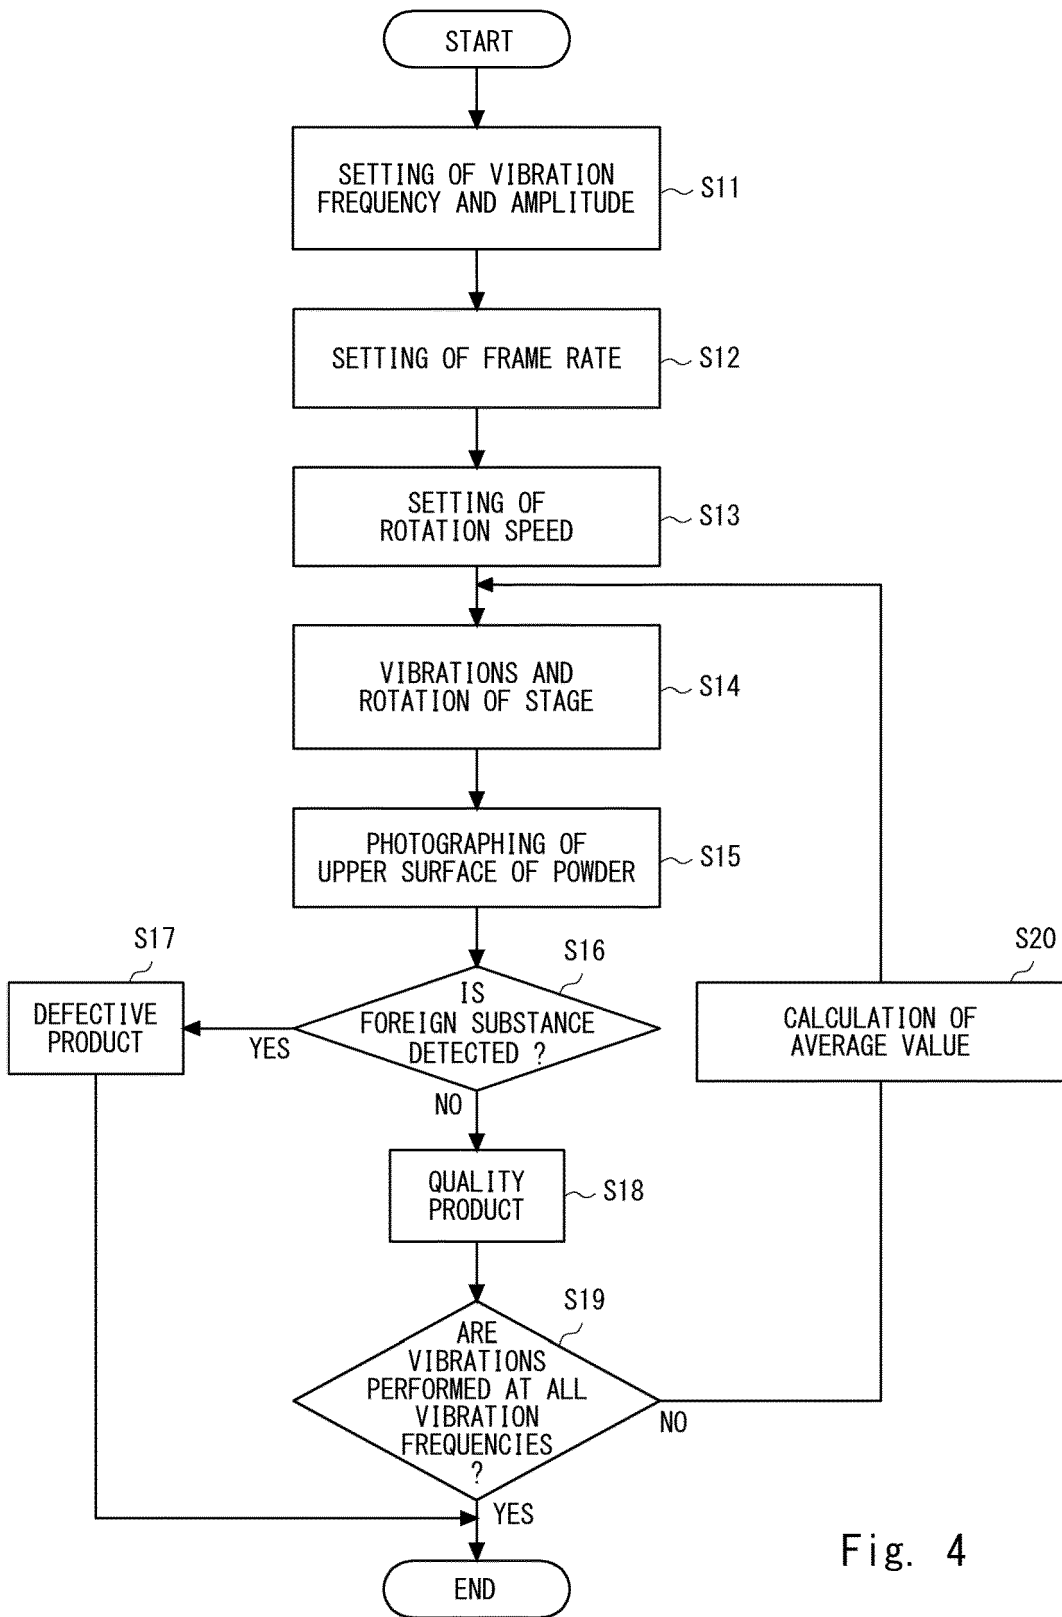 START
SETTING OF VIBRATION
FREQUENCY AND AMPLITUDE
S11
SETTING OF FRAME RATE
S12
SETTING OF
ROTATION SPEED
S13
VIBRATIONS AND
ROTATION OF STAGE
S14
PHOTOGRAPHING OF
UPPER SURFACE OF POWDER
S15
S16
IS
FOREIGN SUBSTANCE
DETECTED ?
YES
NO
S17
DEFECTIVE
PRODUCT
S20
CALCULATION OF
AVERAGE VALUE
QUALITY
PRODUCT
S18
S19
ARE
VIBRATIONS
PERFORMED AT ALL
VIBRATION
FREQUENCIES
?
NO
YES
END
Fig. 4